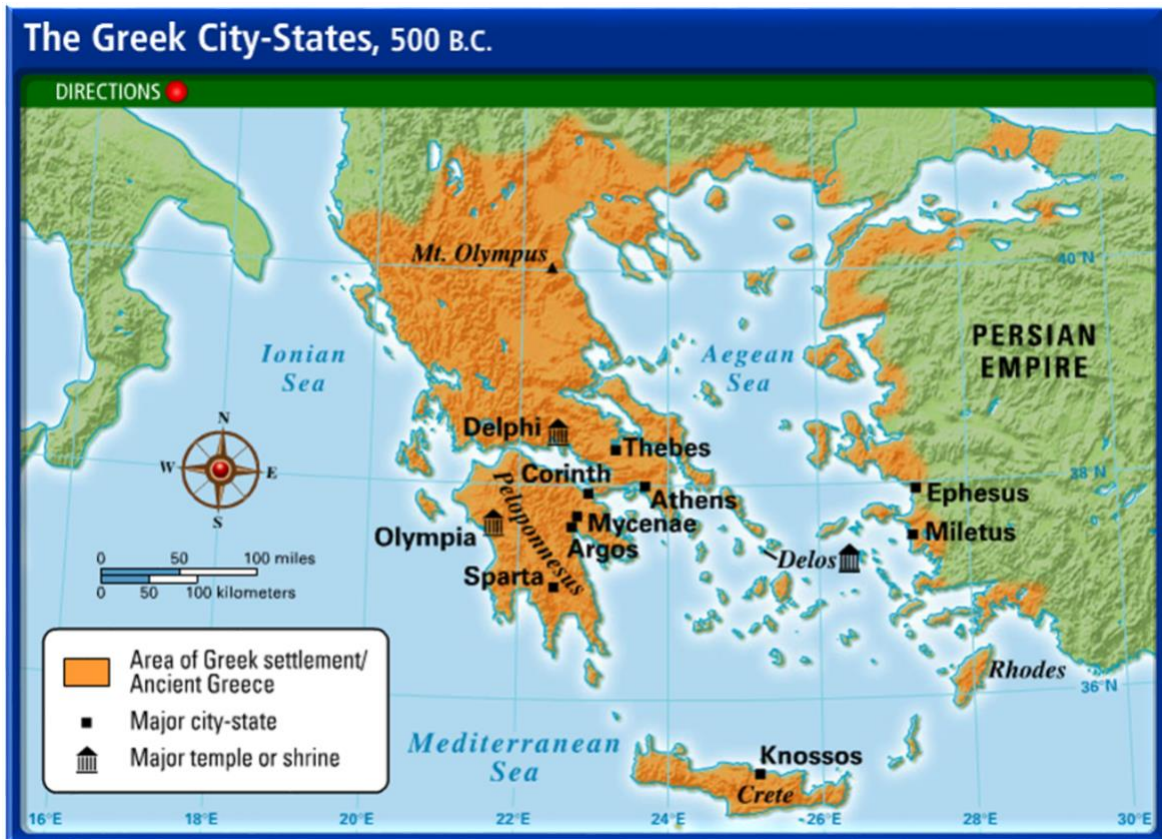 The Greek City-States, 500 B.C.
DIRECTIONS
Mt. Olympus
40°N
PERSIAN
EMPIRE
Ionian
Sea
Aegean
Sea
N
W
E
S
Delphi
Thebes
Corinth
Athens
38 N
Ephesus
Peloponnesus
Olympia
Mycenae
Argos
Miletus
Delos
Sparta
0 50 100 miles
0 50 100 kilometers
Area of Greek settlement/
Ancient Greece
Major city-state
Major temple or shrine
Rhodes
36°N
Mediterranean
Sea
Knossos
Crete
16°E 18°E 20°E 22°E 24°E 26°E 28°E 30°E